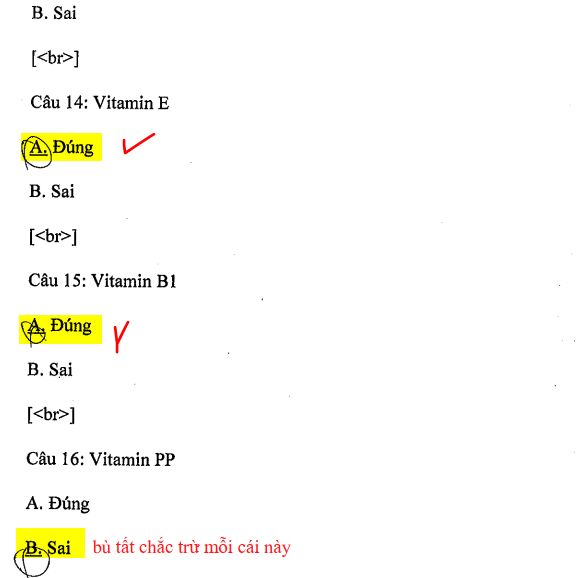 B. Sai
[<br>]
Câu 14: Vitamin E
A. Đúng
B. Sai
[<br>]
Câu 15: Vitamin B1
A. Đúng
B. Sai
[<br>]
Câu 16: Vitamin PP
A. Đúng
B. Sai bù tất chắc trừ mỗi cái này